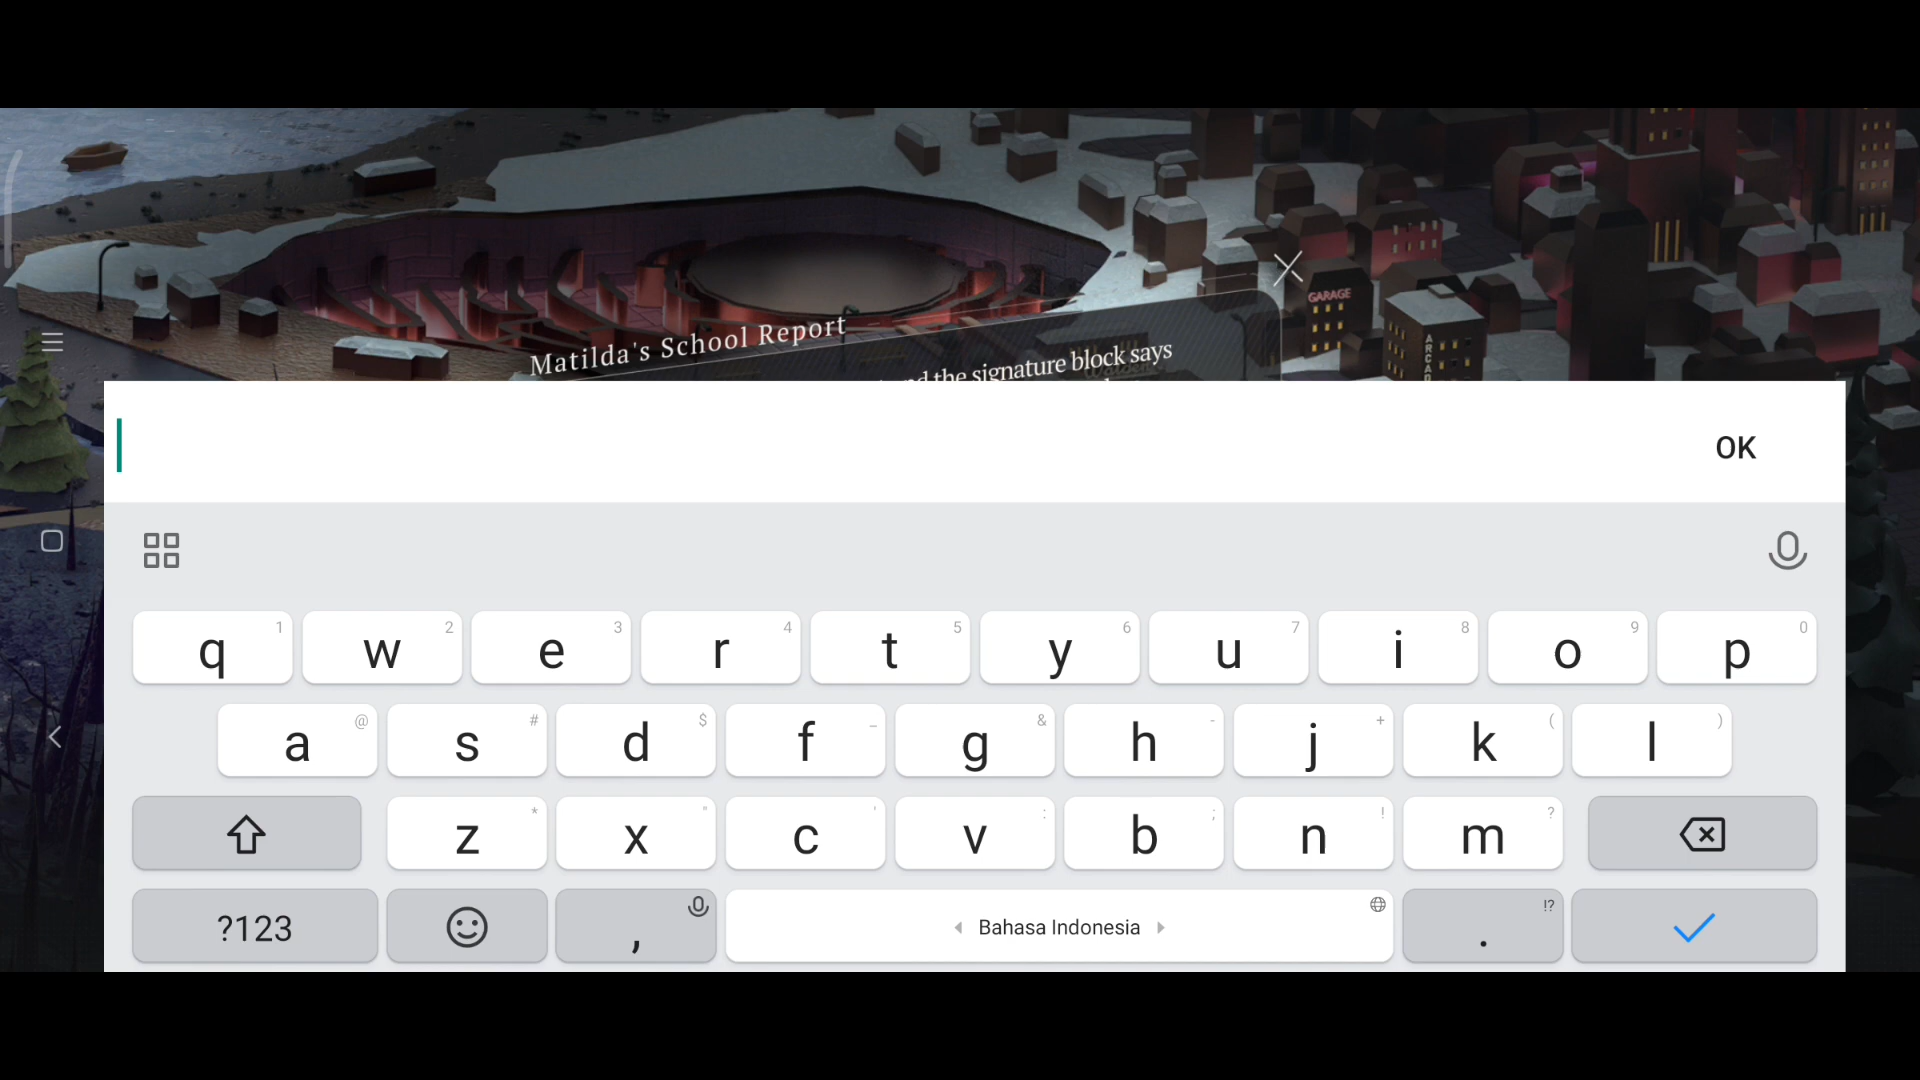 GARAGE
ARCAD
Matilda's School Report
the signature block says
OK
q 1 w 2 e 3 r 4 t 5 y 6 u 7 i 8 o 9 p 0
a @ s # d $ f _ g & h - j + k ( l )
z * x " c ' v : b ; n ! m ?
?123 , Bahasa Indonesia . !?